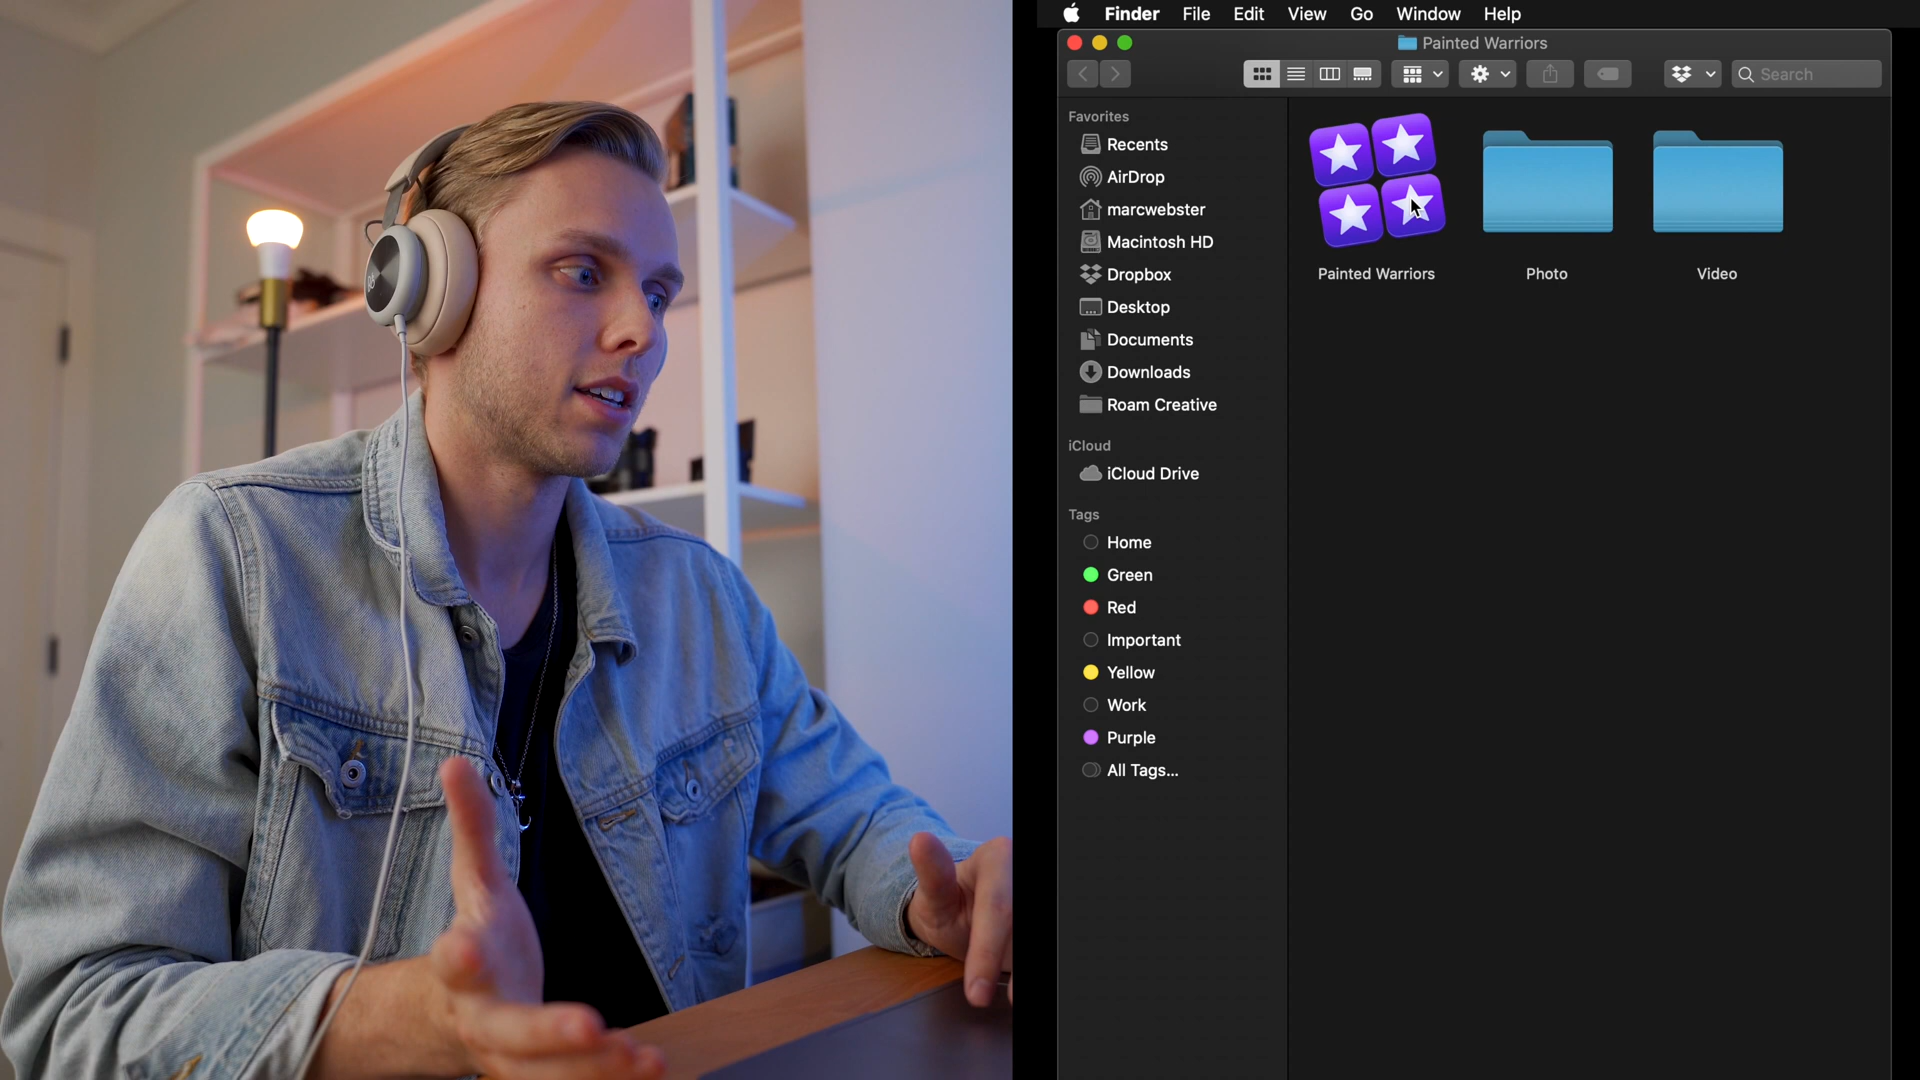 Finder File Edit View Go Window Help
Painted Warriors
Search
Favorites
Recents
AirDrop
marcwebster
Macintosh HD
Dropbox
Desktop
Documents
Downloads
Roam Creative
iCloud
iCloud Drive
Tags
Home
Green
Red
Important
Yellow
Work
Purple
All Tags...
Painted Warriors Photo Video